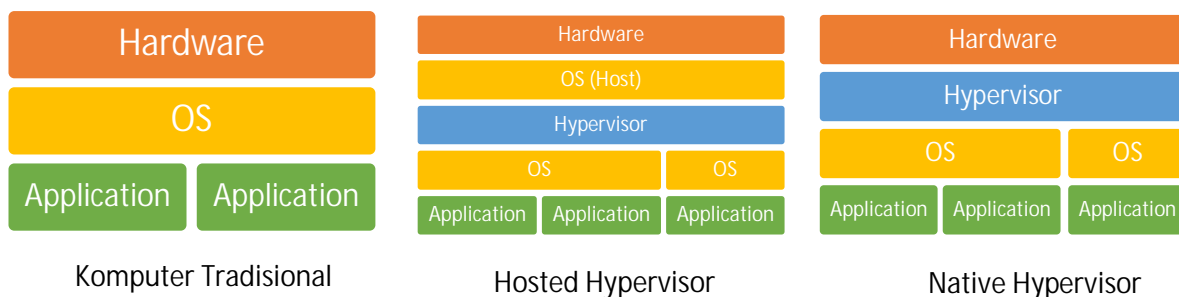 Hardware
OS
Application Application
Komputer Tradisional
Hardware
OS (Host)
Hypervisor
OS OS
Application Application Application
Hosted Hypervisor
Hardware
Hypervisor
OS OS
Application Application Application
Native Hypervisor